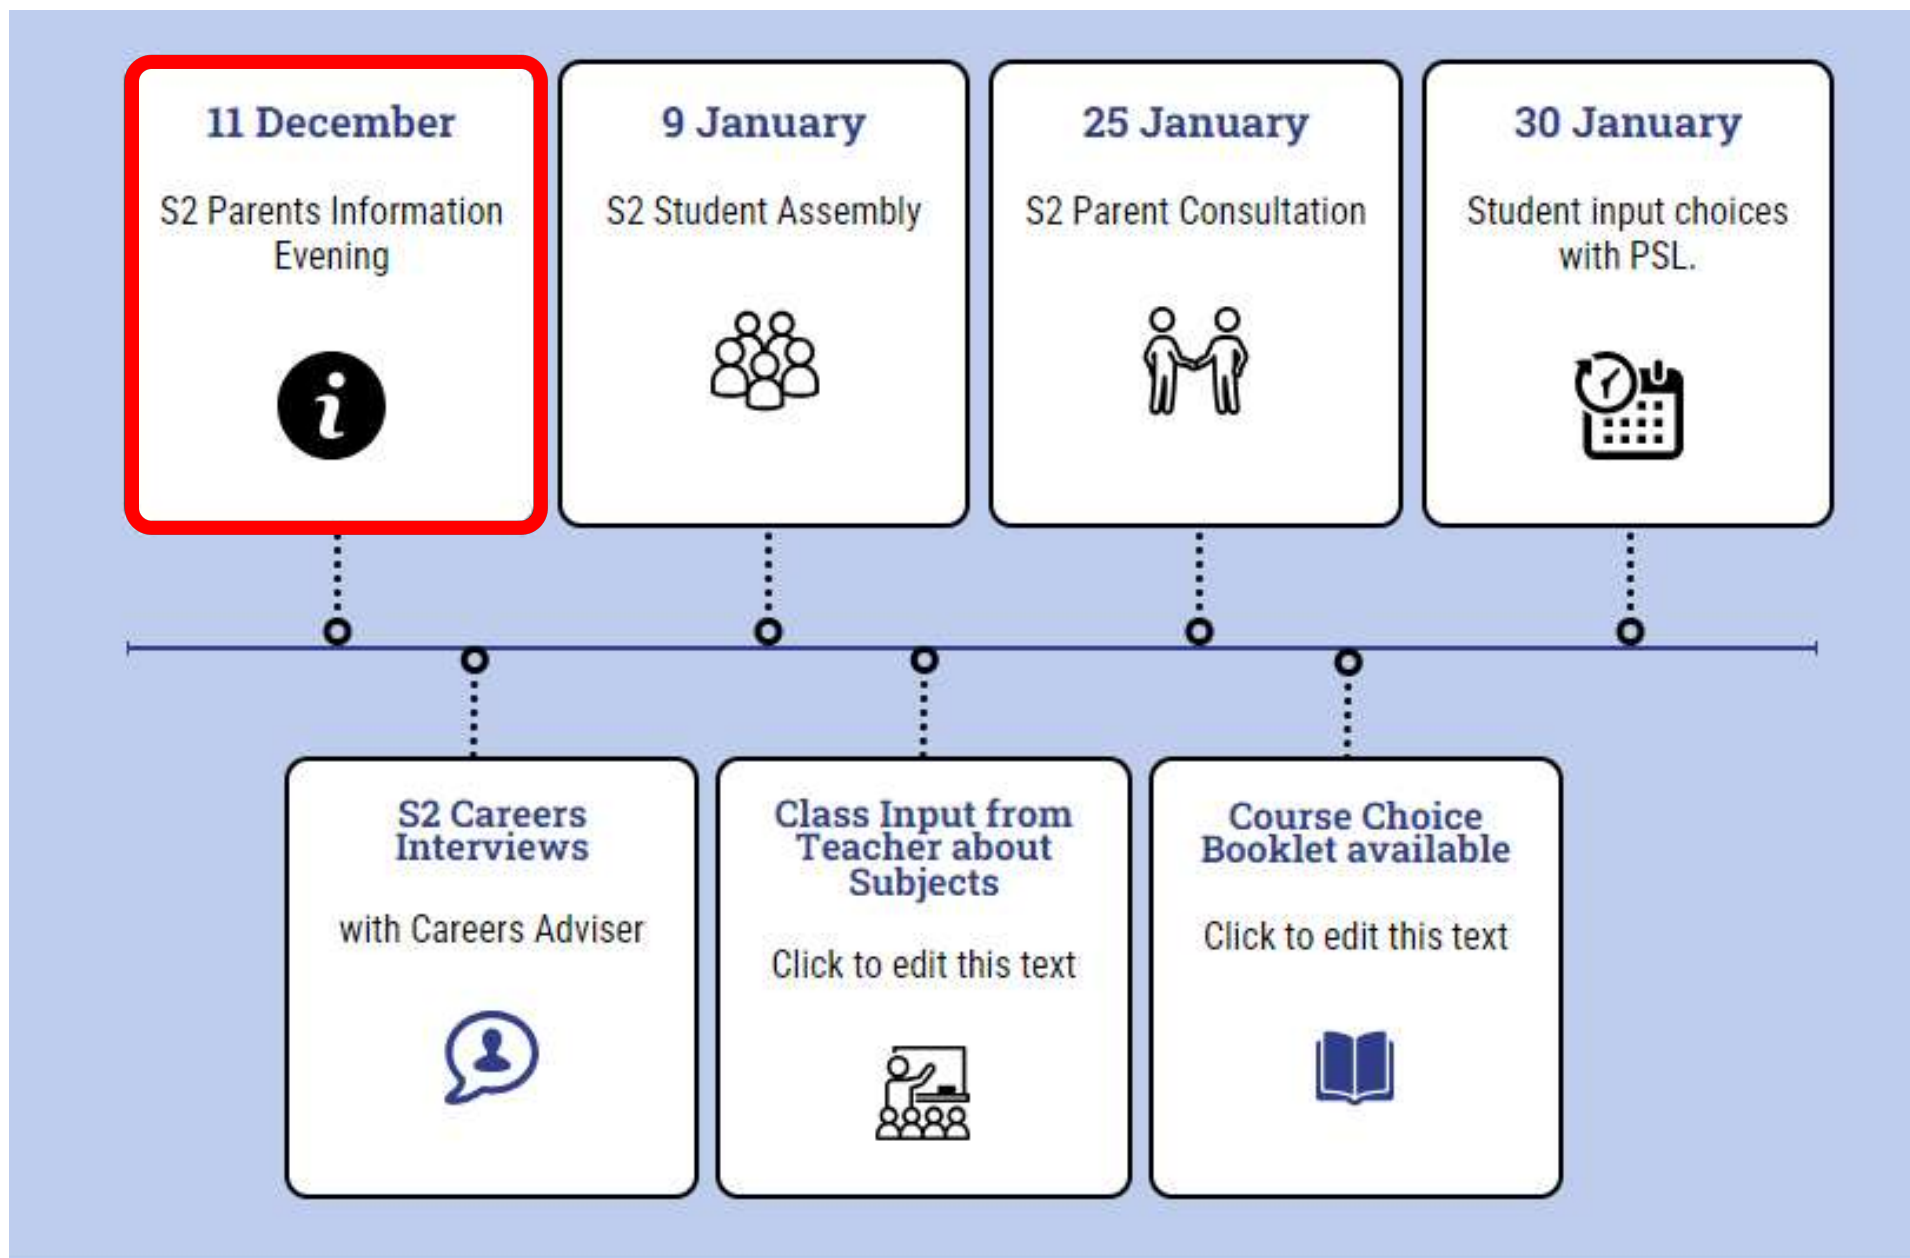 11 December
S2 Parents Information
Evening
9 January
S2 Student Assembly
25 January
S2 Parent Consultation
30 January
Student input choices
with PSL.
S2 Careers
Interviews
with Careers Adviser
Class Input from
Teacher about
Subjects
Click to edit this text
Course Choice
Booklet available
Click to edit this text